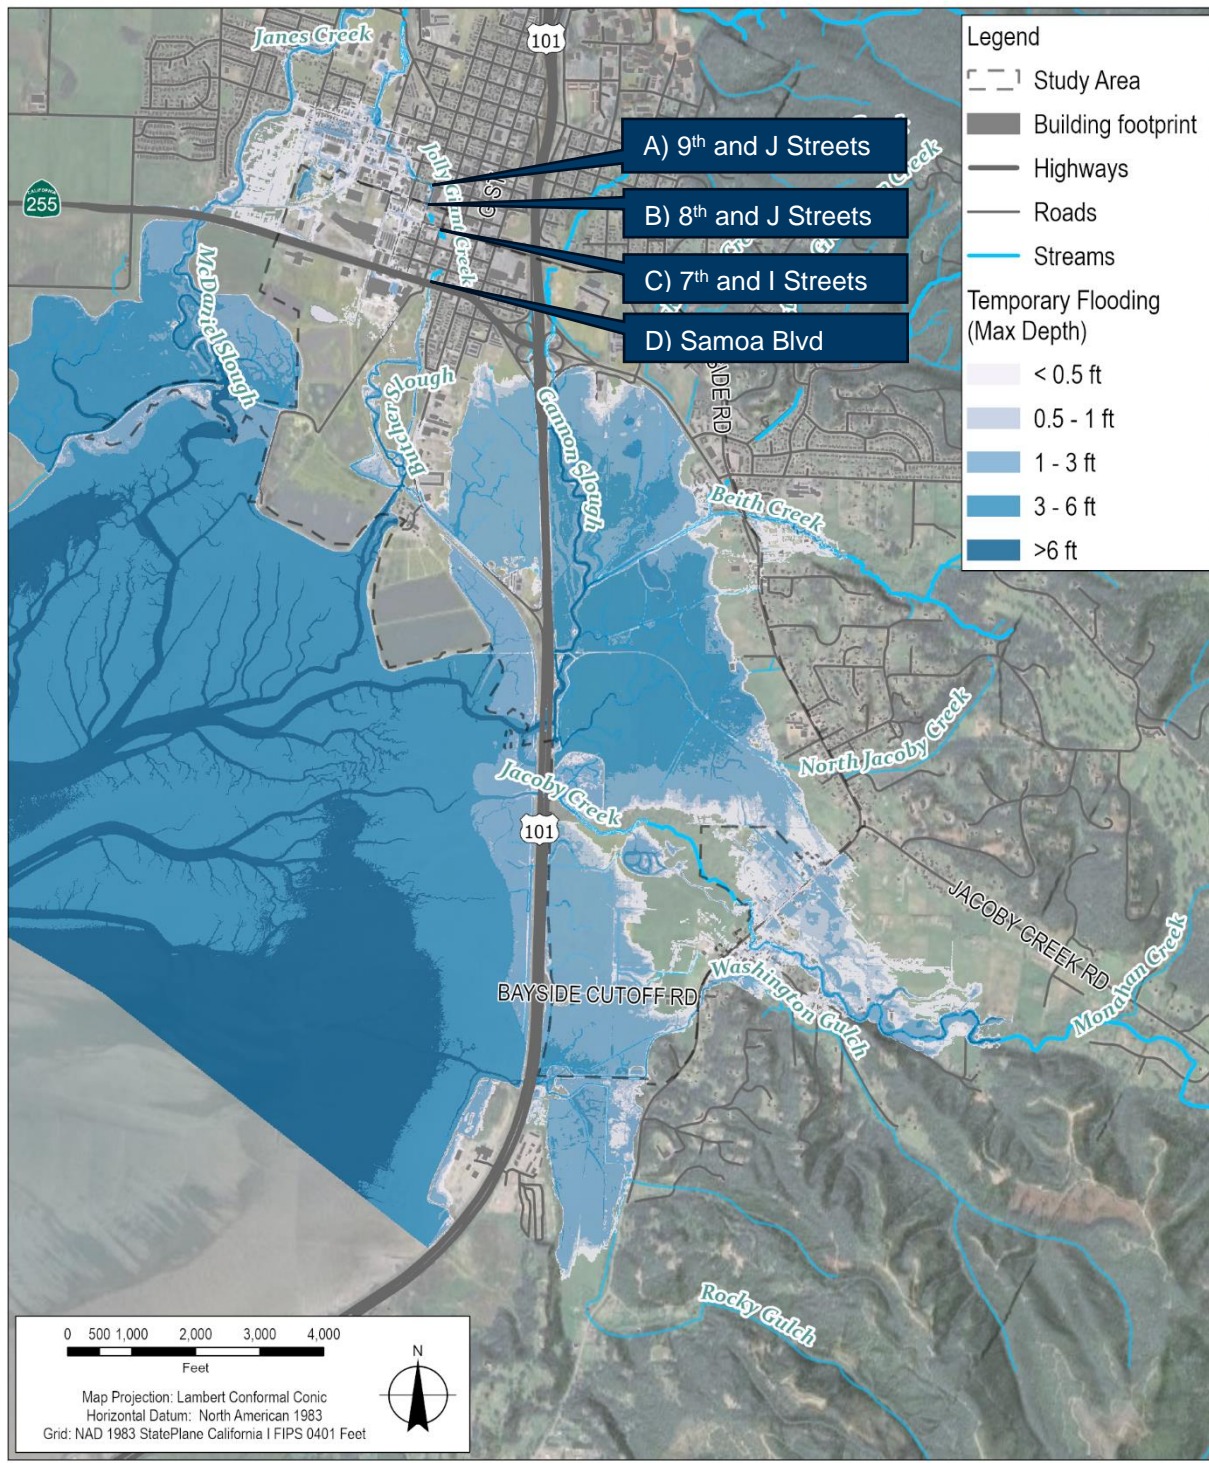 Janes Creek
101
Legend
Study Area
Building footprint
Highways
Roads
Streams
Temporary Flooding
(Max Depth)
< 0.5 ft
0.5 - 1 ft
1 - 3 ft
3 - 6 ft
>6 ft
A) 9th and J Streets
B) 8th and J Streets
C) 7th and I Streets
D) Samoa Blvd
Jolly Giant Creek
G S
Creek
CALIFORNIA
255
McDaniel Slough
Butchers Slough
Gannon Slough
SIDE RD
Beith Creek
North Jacoby Creek
Jacoby Creek
101
JACOBY CREEK RD
BAYSIDE CUTOFF RD
Washington Gulch
Rocky Gulch
0 500 1,000 2,000 3,000 4,000
Feet
N
Map Projection: Lambert Conformal Conic
Horizontal Datum: North American 1983
Grid: NAD 1983 StatePlane California I FIPS 0401 Feet